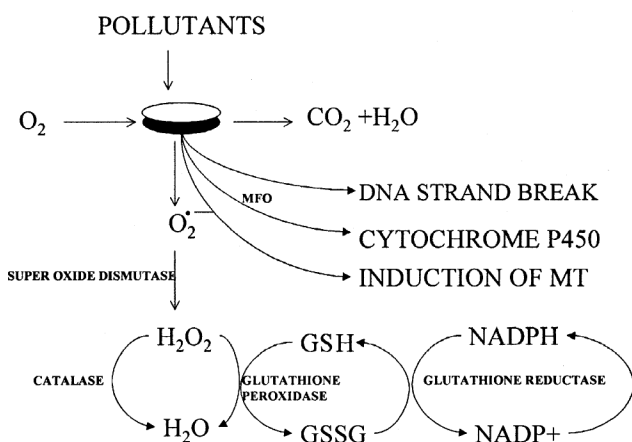 POLLUTANTS
O₂ CO₂ +H₂O
DNA STRAND BREAK
MFO
O₂•−
CYTOCHROME P450
SUPER OXIDE DISMUTASE
INDUCTION OF MT
H₂O₂ GSH NADPH
CATALASE GLUTATHIONE PEROXIDASE GLUTATHIONE REDUCTASE
H₂O GSSG NADP+